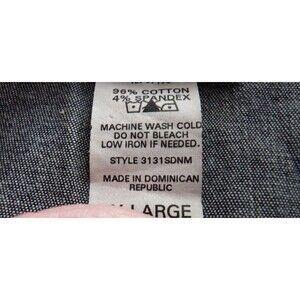 96% COTTON
4% SPANDEX
MACHINE WASH COLD
DO NOT BLEACH
LOW IRON IF NEEDED.
STYLE 3131SDNM
MADE IN DOMINICAN
REPUBLIC
X-LARGE